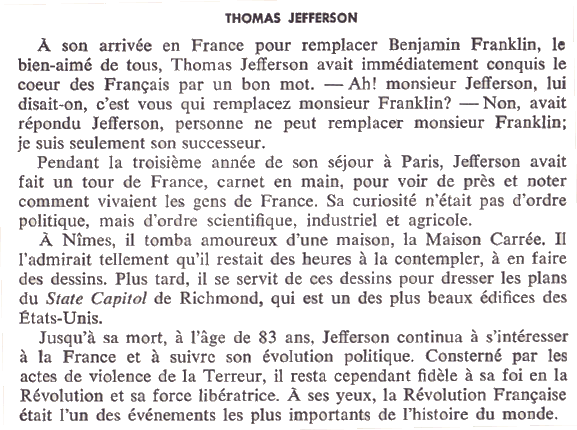 THOMAS JEFFERSON
À son arrivée en France pour remplacer Benjamin Franklin, le
bien-aimé de tous, Thomas Jefferson avait immédiatement conquis le
coeur des Français par un bon mot. — Ah! monsieur Jefferson, lui
disait-on, c'est vous qui remplacez monsieur Franklin? — Non, avait
répondu Jefferson, personne ne peut remplacer monsieur Franklin;
je suis seulement son successeur.
Pendant la troisième année de son séjour à Paris, Jefferson avait
fait un tour de France, carnet en main, pour voir de près et noter
comment vivaient les gens de France. Sa curiosité n'était pas d'ordre
politique, mais d'ordre scientifique, industriel et agricole.
À Nîmes, il tomba amoureux d'une maison, la Maison Carrée. Il
l'admirait tellement qu'il restait des heures à la contempler, à en faire
des dessins. Plus tard, il se servit de ces dessins pour dresser les plans
du State Capitol de Richmond, qui est un des plus beaux édifices des
États-Unis.
Jusqu'à sa mort, à l'âge de 83 ans, Jefferson continua à s'intéresser
à la France et à suivre son évolution politique. Consterné par les
actes de violence de la Terreur, il resta cependant fidèle à sa foi en la
Révolution et sa force libératrice. À ses yeux, la Révolution Française
était l'un des événements les plus importants de l'histoire du monde.